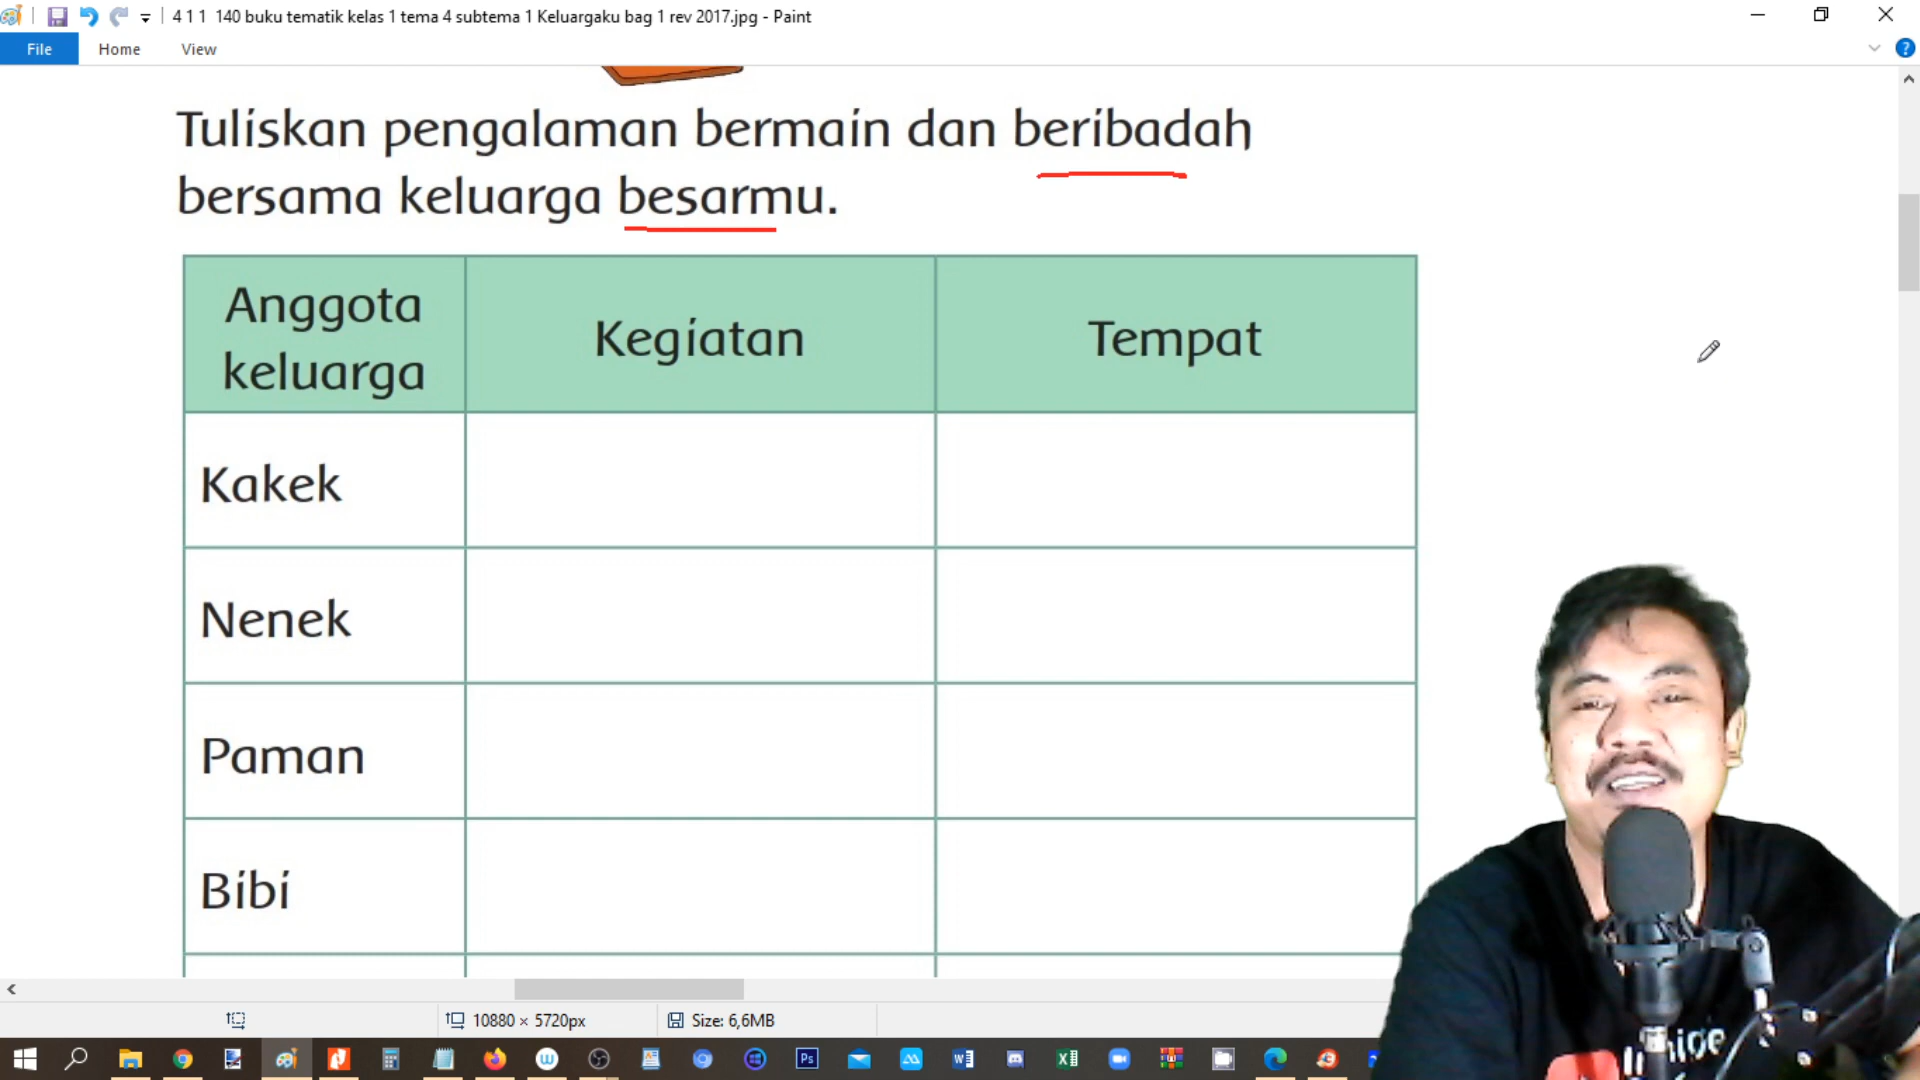 4 1 1 140 buku tematik kelas 1 tema 4 subtema 1 Keluargaku bag 1 rev 2017.jpg - Paint
File Home View
Tuliskan pengalaman bermain dan beribadah
bersama keluarga besarmu.
Anggota
keluarga
Kegiatan
Tempat
Kakek
Nenek
Paman
Bibi
10880 × 5720px
Size: 6,6MB